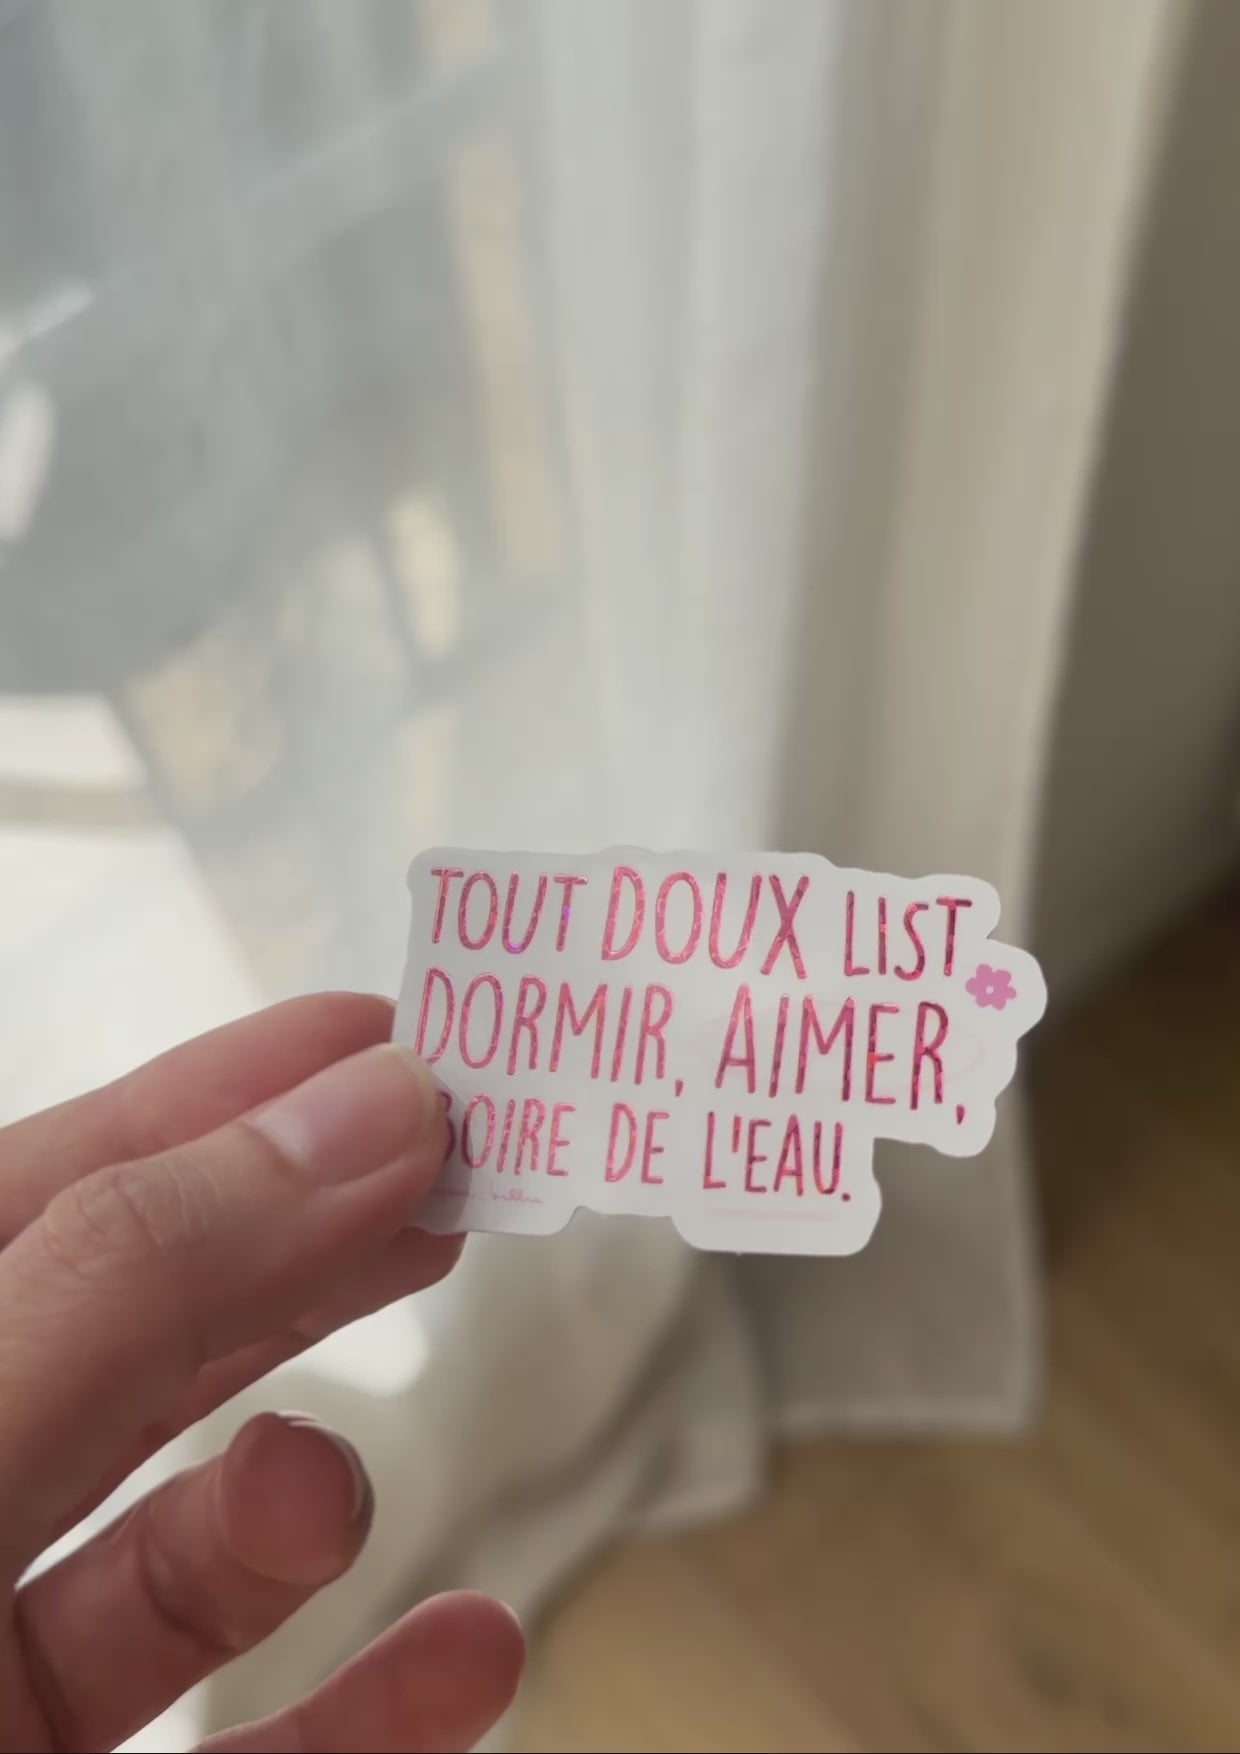 TOUT DOUX LIST
DORMIR, AIMER,
BOIRE DE L'EAU.